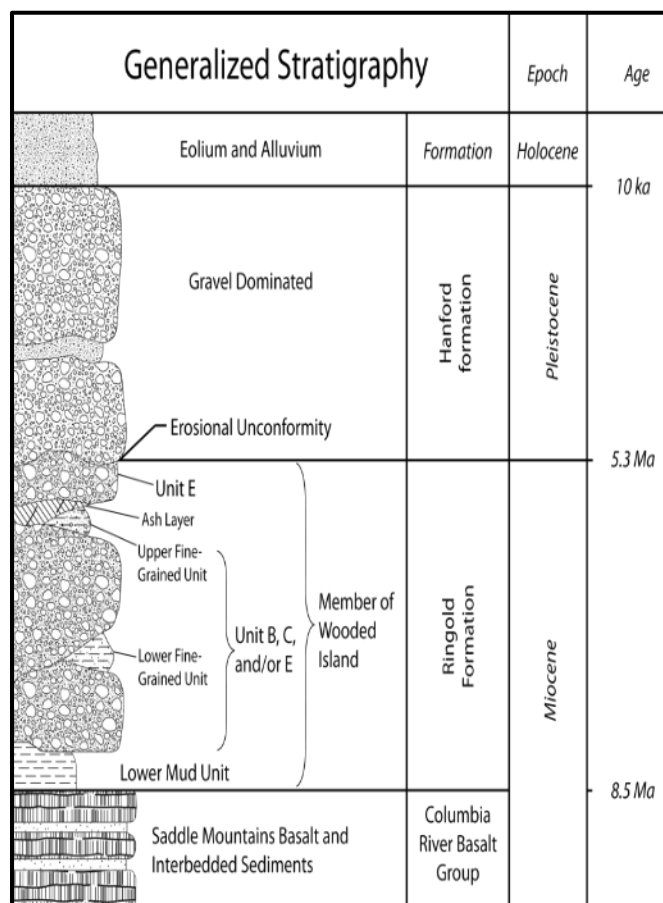 Generalized Stratigraphy
Epoch
Age
Eolium and Alluvium
Formation
Holocene
10 ka
Gravel Dominated
Hanford
formation
Pleistocene
Erosional Unconformity
5.3 Ma
Unit E
Ash Layer
Upper Fine-
Grained Unit
Unit B, C,
and/or E
Member of
Wooded
Island
Ringold
Formation
Miocene
Lower Fine-
Grained Unit
Lower Mud Unit
8.5 Ma
Saddle Mountains Basalt and
Interbedded Sediments
Columbia
River Basalt
Group